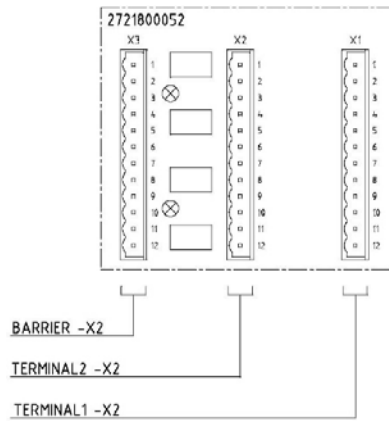 2721800052
X3 X2 X1
1 1 1
2 2 2
3 3 3
4 4 4
5 5 5
6 6 6
7 7 7
8 8 8
9 9 9
10 10 10
11 11 11
12 12 12
BARRIER -X2
TERMINAL2 -X2
TERMINAL1 -X2